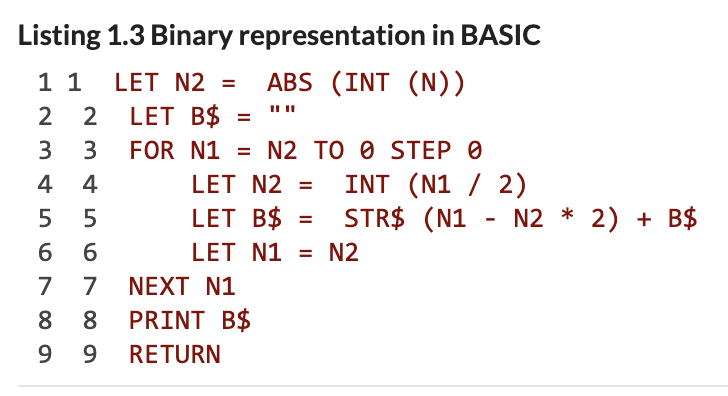 Listing 1.3 Binary representation in BASIC
1 1  LET N2 =  ABS (INT (N))
2  2  LET B$ = ""
3  3  FOR N1 = N2 TO 0 STEP 0
4  4      LET N2 =  INT (N1 / 2)
5  5      LET B$ =  STR$ (N1 - N2 * 2) + B$
6  6      LET N1 = N2
7  7  NEXT N1
8  8  PRINT B$
9  9  RETURN